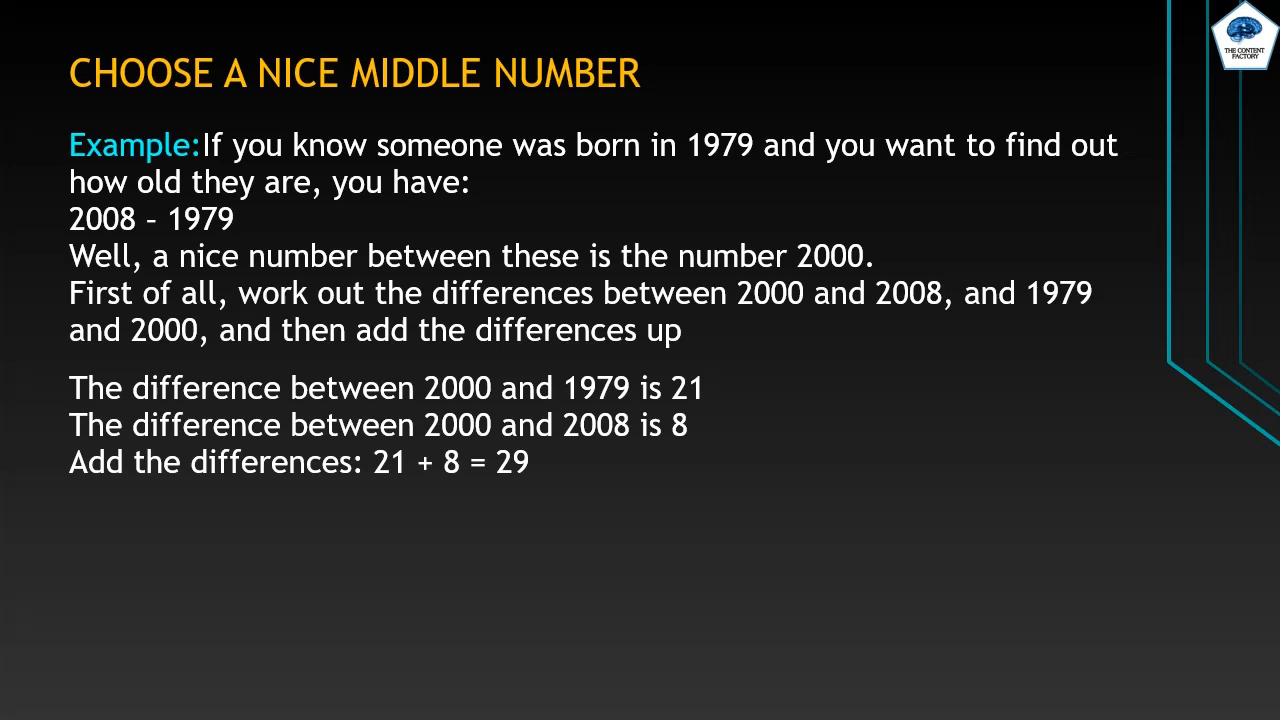 THE CONTENT
FACTORY
CHOOSE A NICE MIDDLE NUMBER
Example:If you know someone was born in 1979 and you want to find out
how old they are, you have:
2008 – 1979
Well, a nice number between these is the number 2000.
First of all, work out the differences between 2000 and 2008, and 1979
and 2000, and then add the differences up
The difference between 2000 and 1979 is 21
The difference between 2000 and 2008 is 8
Add the differences: 21 + 8 = 29